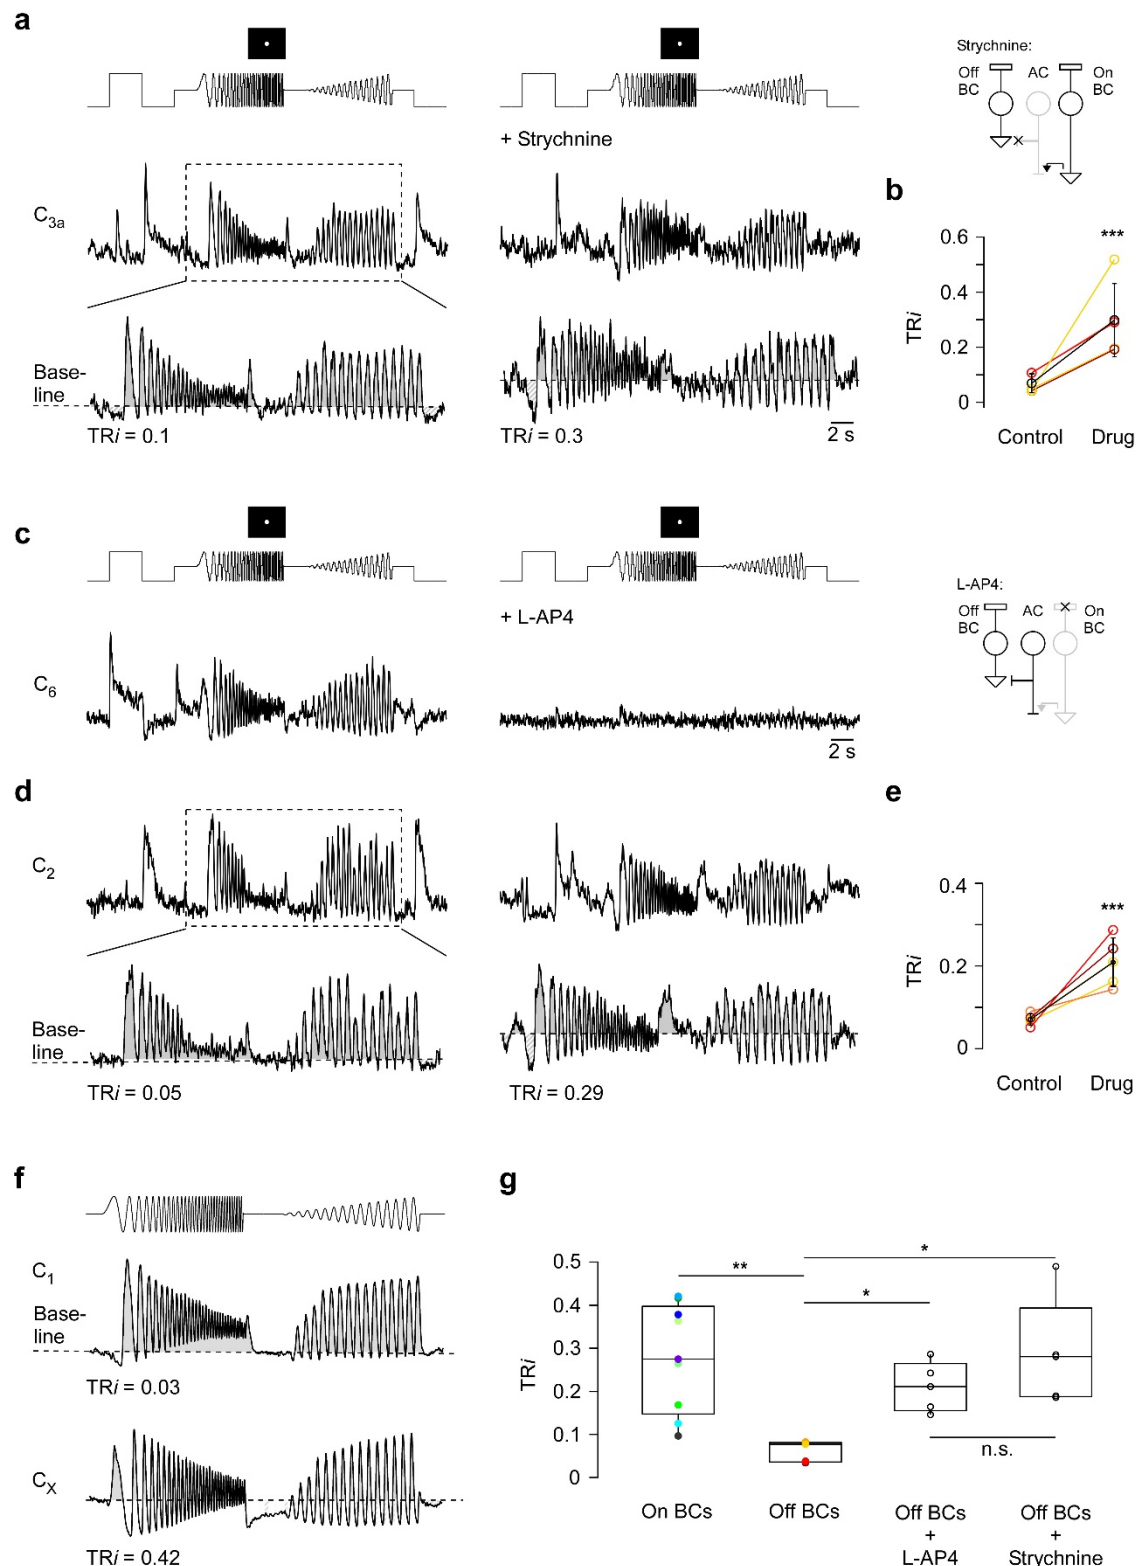 a
Strychnine:
Off
BC
AC
On
BC
+ Strychnine
C3a
b
0.6
***
0.4
TRi
0.2
0
Control
Drug
Base-
line
TRi = 0.1
TRi = 0.3
2 s
c
L-AP4:
Off
BC
AC
On
BC
+ L-AP4
C6
2 s
d
C2
e
0.4
***
TRi
0.2
0
Control
Drug
Base-
line
TRi = 0.05
TRi = 0.29
f
C1
Base-
line
TRi = 0.03
CX
TRi = 0.42
g
0.5
0.4
0.3
TRi
0.2
0.1
0
**
*
*
n.s.
On BCs
Off BCs
Off BCs
+
L-AP4
Off BCs
+
Strychnine